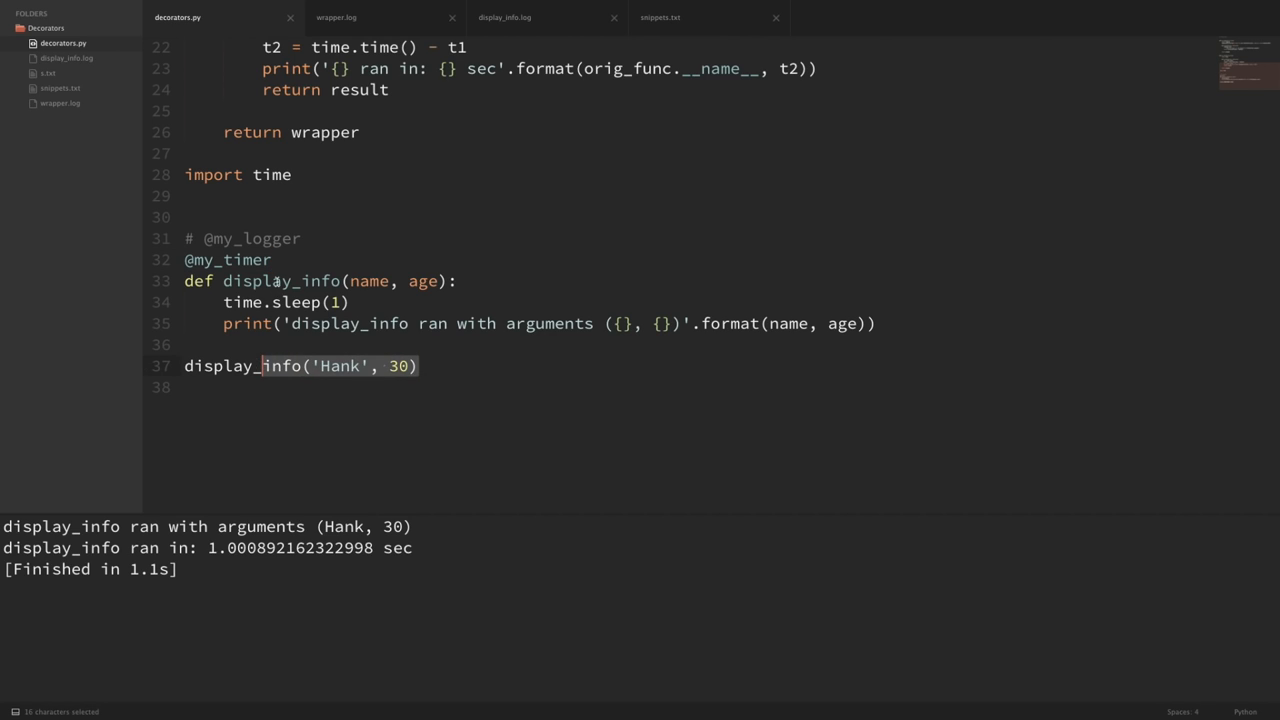 FOLDERS
Decorators
decorators.py
display_info.log
s.txt
snippets.txt
wrapper.log
decorators.py
wrapper.log
display_info.log
snippets.txt
22 t2 = time.time() - t1
23 print('{} ran in: {} sec'.format(orig_func.__name__, t2))
24 return result
25
26 return wrapper
27
28 import time
29
30
31 # @my_logger
32 @my_timer
33 def display_info(name, age):
34 time.sleep(1)
35 print('display_info ran with arguments ({}, {})'.format(name, age))
36
37 display_info('Hank', 30)
38
display_info ran with arguments (Hank, 30)
display_info ran in: 1.000892162322998 sec
[Finished in 1.1s]
16 characters selected
Spaces: 4
Python